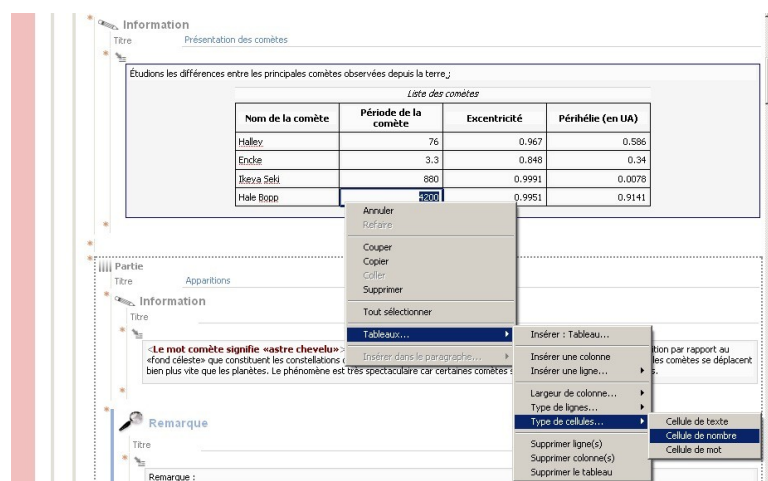 Information
Titre Présentation des comètes
Étudions les différences entre les principales comètes observées depuis la terre :
Liste des comètes
Nom de la comète Période de la comète Excentricité Périhélie (en UA)
Halley 76 0.967 0.586
Encke 3.3 0.848 0.34
Ikeya Seki 880 0.9991 0.0078
Hale Bopp 4200 0.9951 0.9141
Annuler
Refaire
Couper
Copier
Coller
Supprimer
Tout sélectionner
Tableaux...
Insérer dans le paragraphe...
Insérer : Tableau...
Insérer une colonne
Insérer une ligne...
Largeur de colonne...
Type de lignes...
Type de cellules...
Supprimer ligne(s)
Supprimer colonne(s)
Supprimer le tableau
Cellule de texte
Cellule de nombre
Cellule de mot
Partie
Titre Apparitions
Information
Titre
<Le mot comète signifie «astre chevelu»> tion par rapport au
«fond céleste» que constituent les constellations les comètes se déplacent
bien plus vite que les planètes. Le phénomène est très spectaculaire car certaines comètes s s.
Remarque
Titre
Remarque :